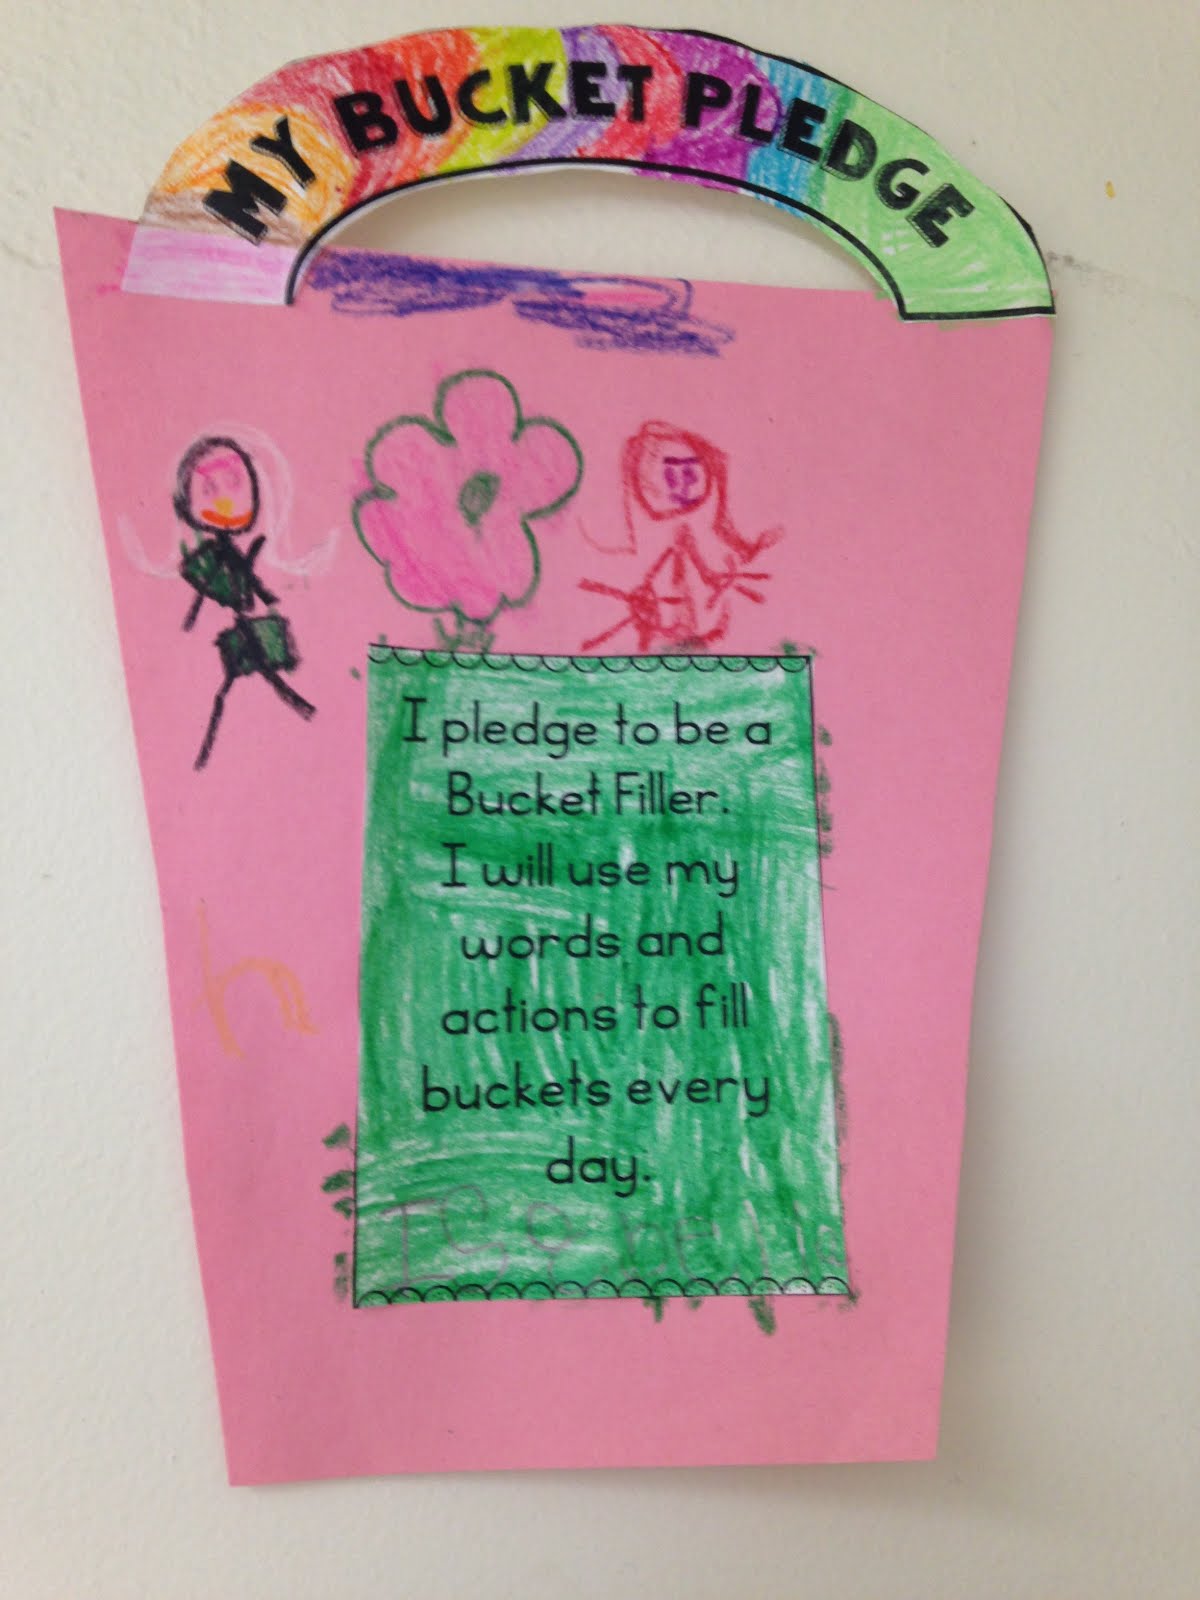 MY BUCKET PLEDGE
I pledge to be a
Bucket Filler.
I will use my
words and
actions to fill
buckets every
day.
h